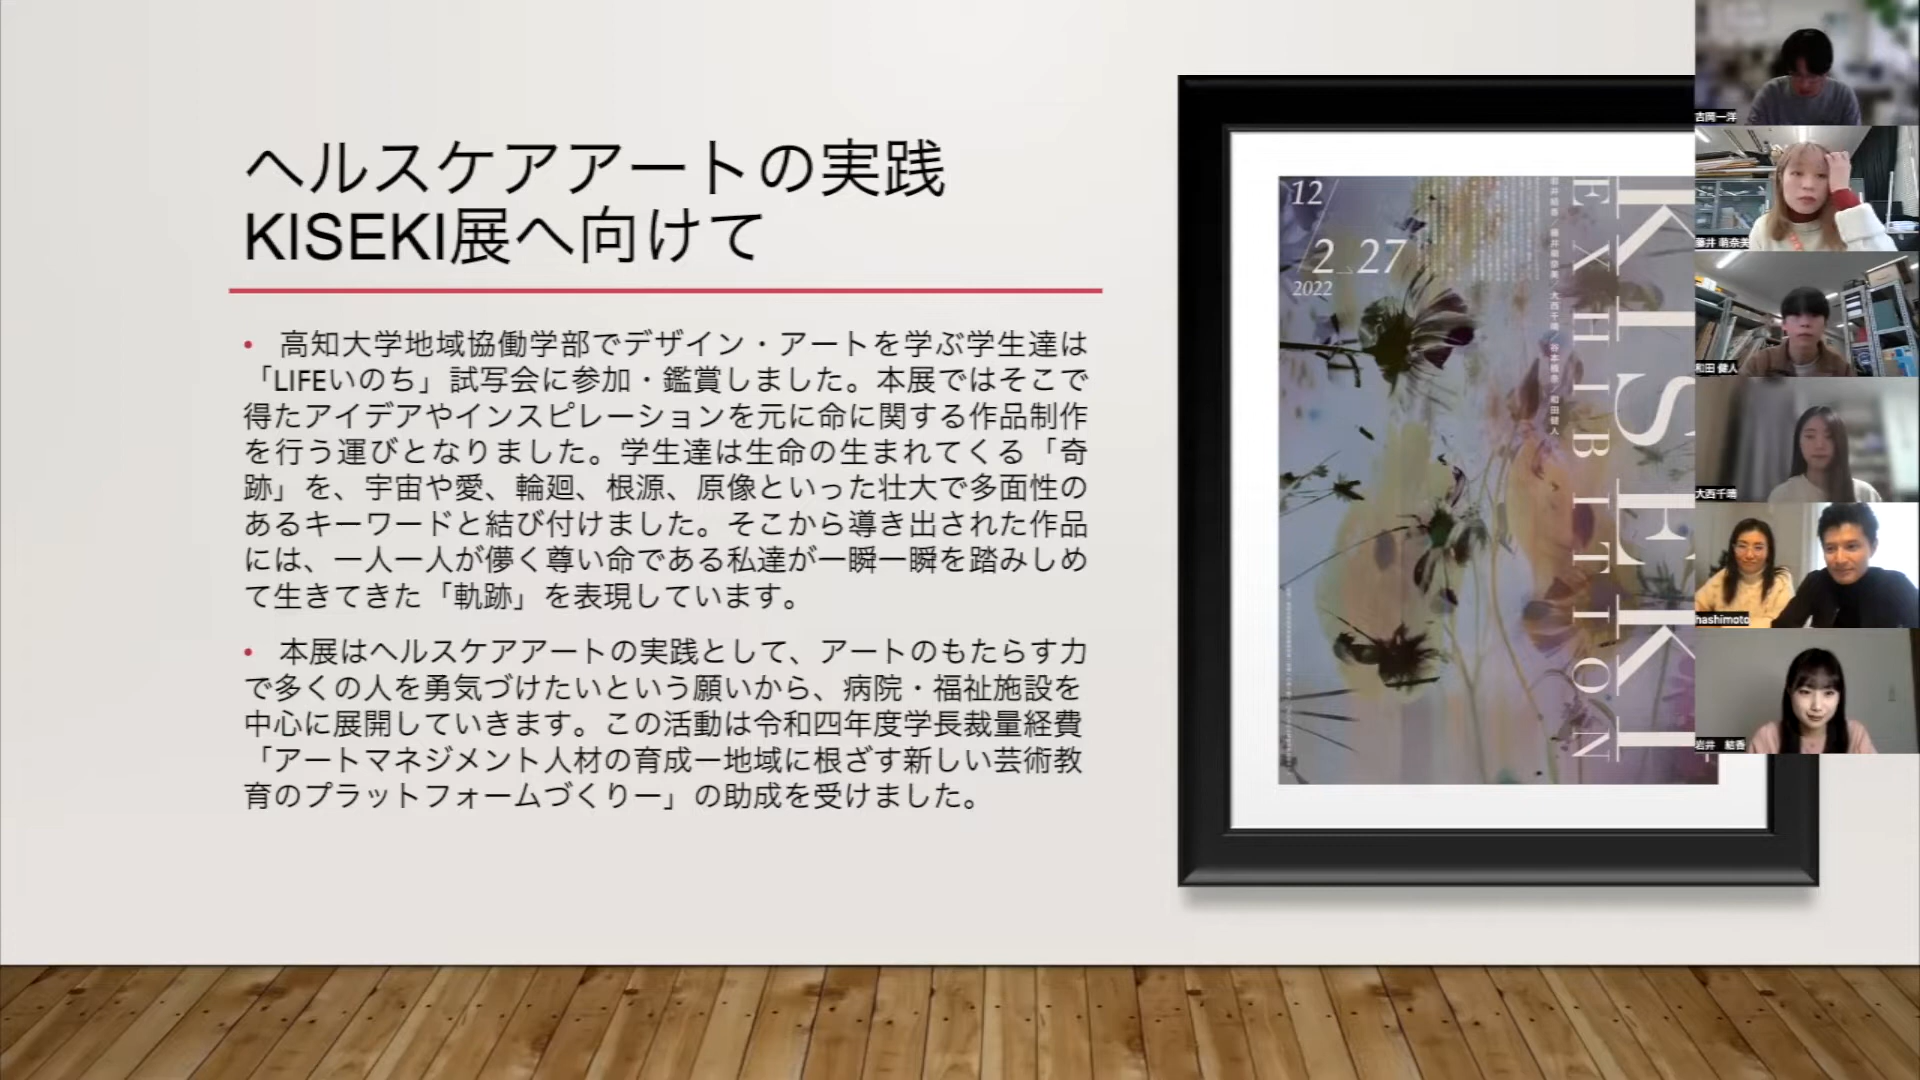 ヘルスケアアートの実践
KISEKI展へ向けて
• 高知大学地域協働学部でデザイン・アートを学ぶ学生達は
「LIFEいのち」試写会に参加・鑑賞しました。本展ではそこで
得たアイデアやインスピレーションを元に命に関する作品制作
を行う運びとなりました。学生達は生命の生まれてくる「奇
跡」を、宇宙や愛、輪廻、根源、原像といった壮大で多面性の
あるキーワードと結び付けました。そこから導き出された作品
には、一人一人が儚く尊い命である私達が一瞬一瞬を踏みしめ
て生きてきた「軌跡」を表現しています。
• 本展はヘルスケアアートの実践として、アートのもたらす力
で多くの人を勇気づけたいという願いから、病院・福祉施設を
中心に展開していきます。この活動は令和四年度学長裁量経費
「アートマネジメント人材の育成ー地域に根ざす新しい芸術教
育のプラットフォームづくりー」の助成を受けました。
12
/2_27
2022
KISEKI
EXHIBITION
吉岡一洋
藤井 萌奈美
和田 健人
大西千晴
hashimoto
岩井 結香